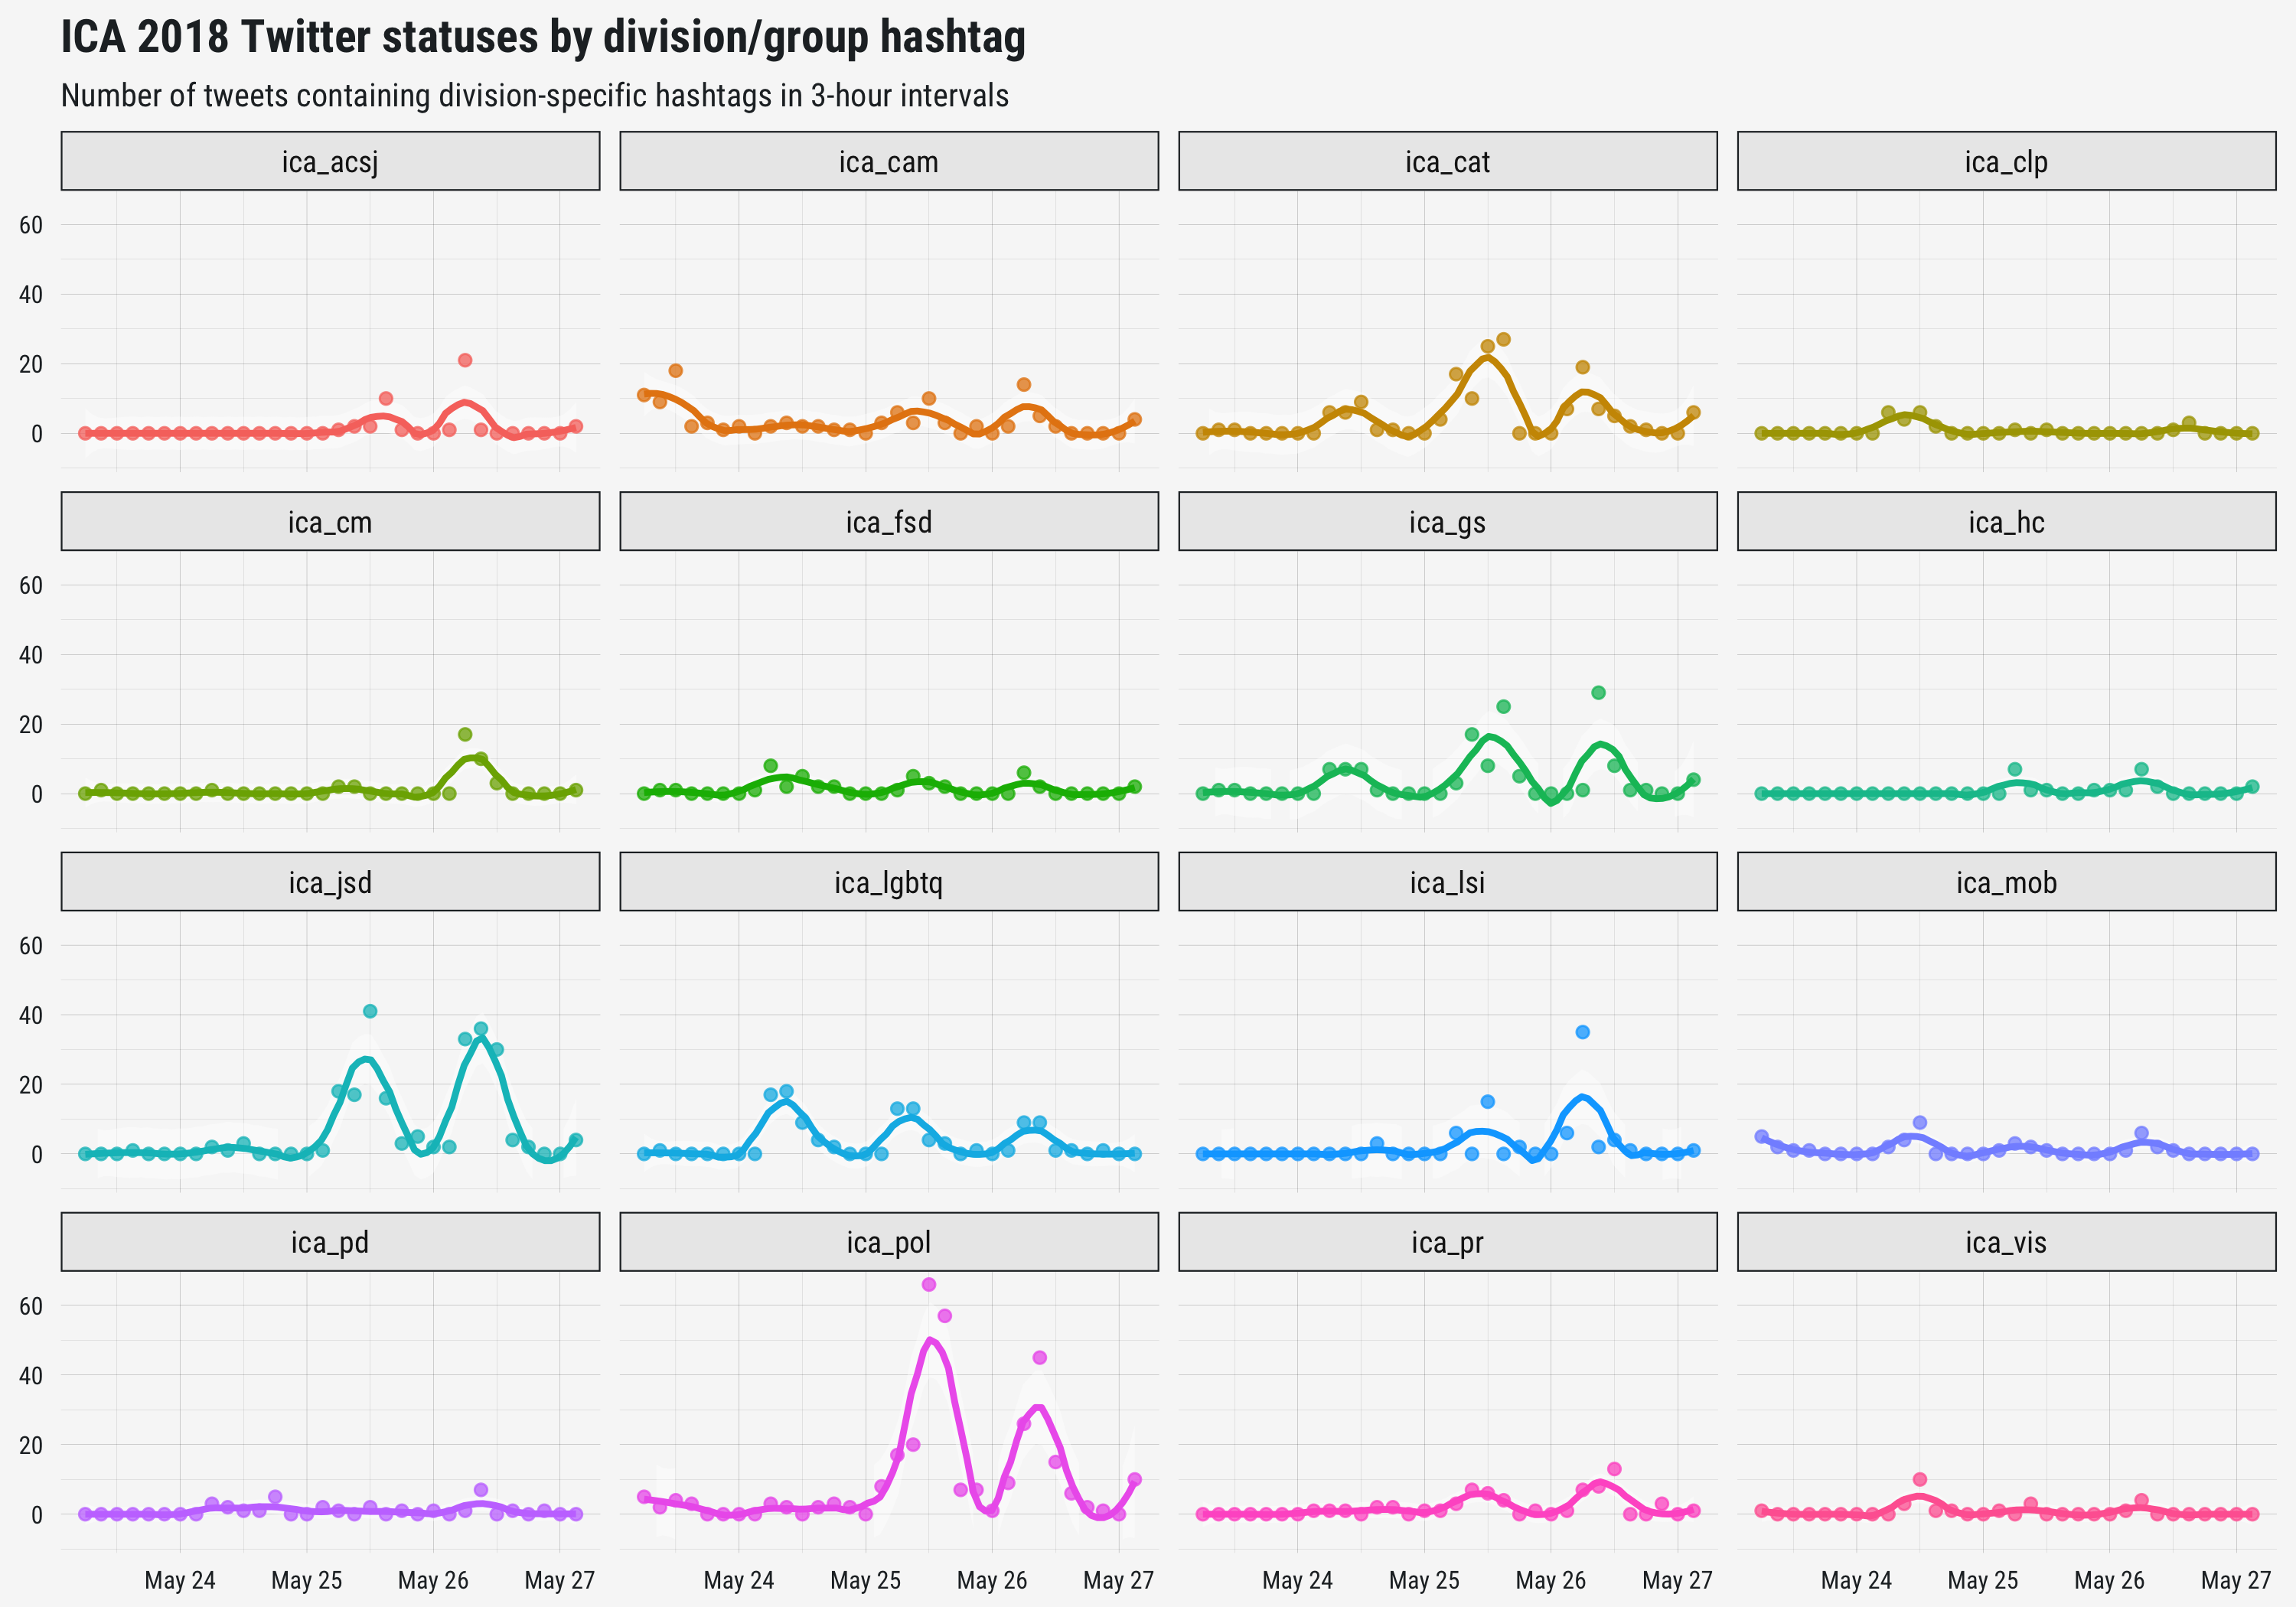 ICA 2018 Twitter statuses by division/group hashtag
Number of tweets containing division-specific hashtags in 3-hour intervals
ica_acsj ica_cam ica_cat ica_clp
60
40
20
0
ica_cm ica_fsd ica_gs ica_hc
60
40
20
0
ica_jsd ica_lgbtq ica_lsi ica_mob
60
40
20
0
ica_pd ica_pol ica_pr ica_vis
60
40
20
0
May 24 May 25 May 26 May 27 May 24 May 25 May 26 May 27 May 24 May 25 May 26 May 27 May 24 May 25 May 26 May 27